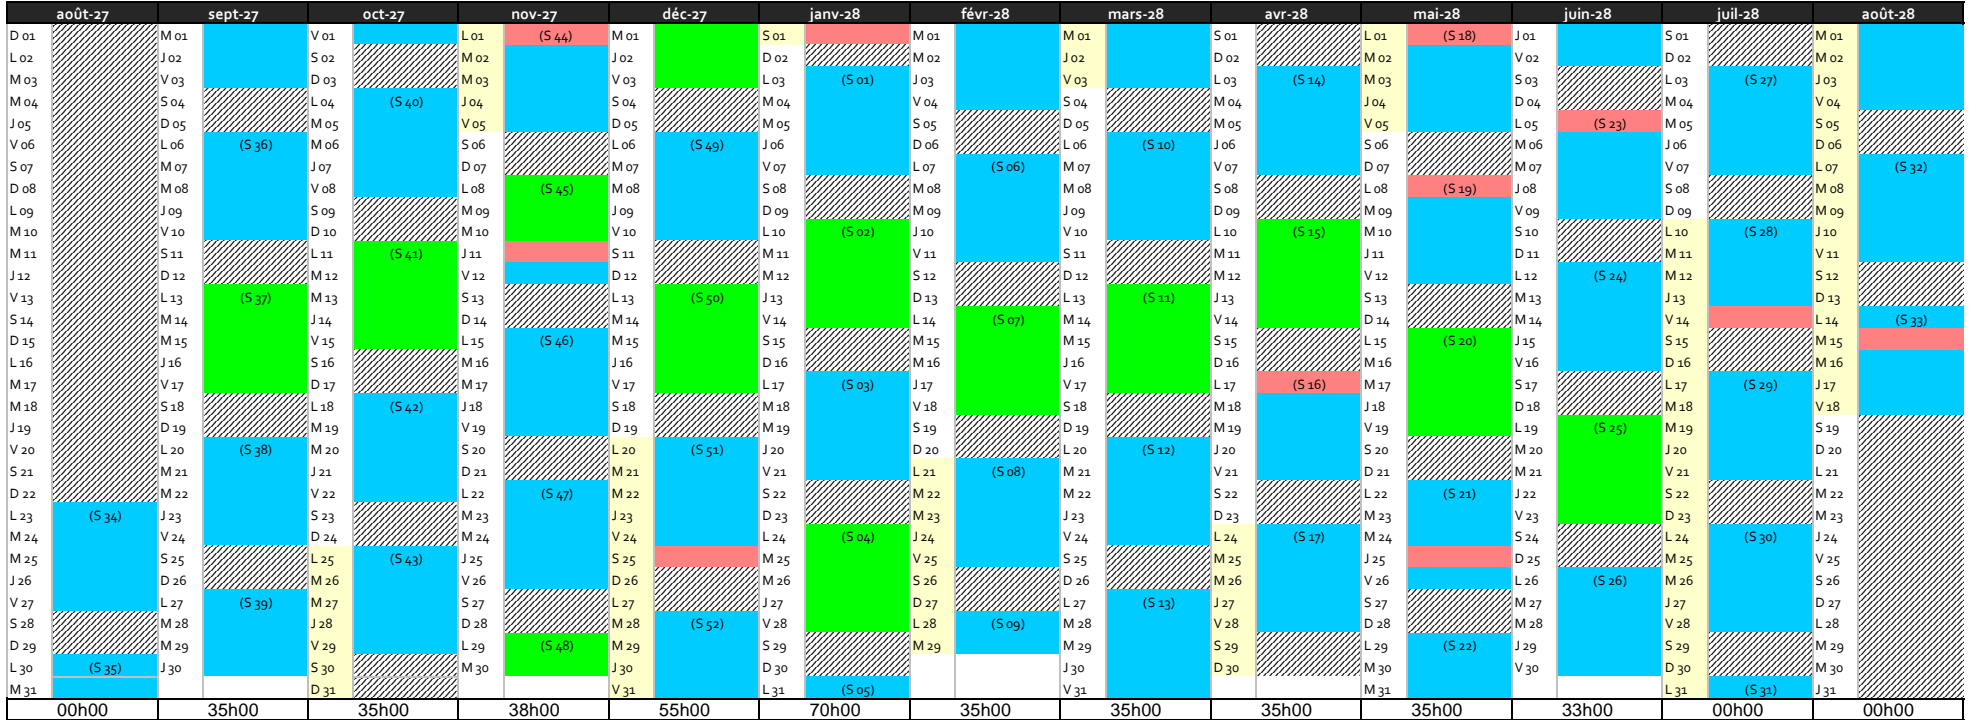 août-27 sept-27 oct-27 nov-27 déc-27 janv-28 févr-28 mars-28 avr-28 mai-28 juin-28 juil-28 août-28
D 01 M 01 V 01 L 01 (S 44) M 01 S 01 M 01 M 01 S 01 L 01 (S 18) J 01 S 01 M 01
L 02 J 02 S 02 M 02 J 02 D 02 M 02 J 02 D 02 M 02 V 02 D 02 M 02
M 03 V 03 D 03 M 03 V 03 L 03 (S 01) J 03 V 03 L 03 (S 14) M 03 S 03 L 03 (S 27) J 03
M 04 S 04 L 04 (S 40) J 04 S 04 M 04 V 04 S 04 M 04 J 04 D 04 M 04 V 04
J 05 D 05 M 05 V 05 D 05 M 05 S 05 D 05 M 05 V 05 L 05 (S 23) M 05 S 05
V 06 L 06 (S 36) M 06 S 06 L 06 (S 49) J 06 D 06 L 06 (S 10) J 06 S 06 M 06 J 06 D 06
S 07 M 07 J 07 D 07 M 07 V 07 L 07 (S 06) M 07 V 07 D 07 M 07 V 07 L 07 (S 32)
D 08 M 08 V 08 L 08 (S 45) M 08 S 08 M 08 M 08 S 08 L 08 (S 19) J 08 S 08 M 08
L 09 J 09 S 09 M 09 J 09 D 09 M 09 J 09 D 09 M 09 V 09 D 09 M 09
M 10 V 10 D 10 M 10 V 10 L 10 (S 02) J 10 V 10 L 10 (S 15) M 10 S 10 L 10 (S 28) J 10
M 11 S 11 L 11 (S 41) J 11 S 11 M 11 V 11 S 11 M 11 J 11 D 11 M 11 V 11
J 12 D 12 M 12 V 12 D 12 M 12 S 12 D 12 M 12 V 12 L 12 (S 24) M 12 S 12
V 13 L 13 (S 37) M 13 S 13 L 13 (S 50) J 13 D 13 L 13 (S 11) J 13 S 13 M 13 J 13 D 13
S 14 M 14 J 14 D 14 M 14 V 14 L 14 (S 07) M 14 V 14 D 14 M 14 V 14 L 14 (S 33)
D 15 M 15 V 15 L 15 (S 46) M 15 S 15 M 15 M 15 S 15 L 15 (S 20) J 15 S 15 M 15
L 16 J 16 S 16 M 16 J 16 D 16 M 16 J 16 D 16 M 16 V 16 D 16 M 16
M 17 V 17 D 17 M 17 V 17 L 17 (S 03) J 17 V 17 L 17 (S 16) M 17 S 17 L 17 (S 29) J 17
M 18 S 18 L 18 (S 42) J 18 S 18 M 18 V 18 S 18 M 18 J 18 D 18 M 18 V 18
J 19 D 19 M 19 V 19 D 19 M 19 S 19 D 19 M 19 V 19 L 19 (S 25) M 19 S 19
V 20 L 20 (S 38) M 20 S 20 L 20 (S 51) J 20 D 20 L 20 (S 12) J 20 S 20 M 20 J 20 D 20
S 21 M 21 J 21 D 21 M 21 V 21 L 21 (S 08) M 21 V 21 D 21 M 21 V 21 L 21
D 22 M 22 V 22 L 22 (S 47) M 22 S 22 M 22 M 22 S 22 L 22 (S 21) J 22 S 22 M 22
L 23 (S 34) J 23 S 23 M 23 J 23 D 23 M 23 J 23 D 23 M 23 V 23 D 23 M 23
M 24 V 24 D 24 M 24 V 24 L 24 (S 04) J 24 V 24 L 24 (S 17) M 24 S 24 L 24 (S 30) J 24
M 25 S 25 L 25 (S 43) J 25 S 25 M 25 V 25 S 25 M 25 J 25 D 25 M 25 V 25
J 26 D 26 M 26 V 26 D 26 M 26 S 26 D 26 M 26 V 26 L 26 (S 26) M 26 S 26
V 27 L 27 (S 39) M 27 S 27 L 27 J 27 D 27 L 27 (S 13) J 27 S 27 M 27 J 27 D 27
S 28 M 28 J 28 D 28 M 28 (S 52) V 28 L 28 (S 09) M 28 V 28 D 28 M 28 V 28 L 28
D 29 M 29 V 29 L 29 (S 48) M 29 S 29 M 29 M 29 S 29 L 29 (S 22) J 29 S 29 M 29
L 30 (S 35) J 30 S 30 M 30 J 30 D 30 J 30 D 30 M 30 V 30 D 30 M 30
M 31 D 31 V 31 L 31 (S 05) V 31 M 31 L 31 (S 31) J 31
00h00 35h00 35h00 38h00 55h00 70h00 35h00 35h00 35h00 35h00 33h00 00h00 00h00